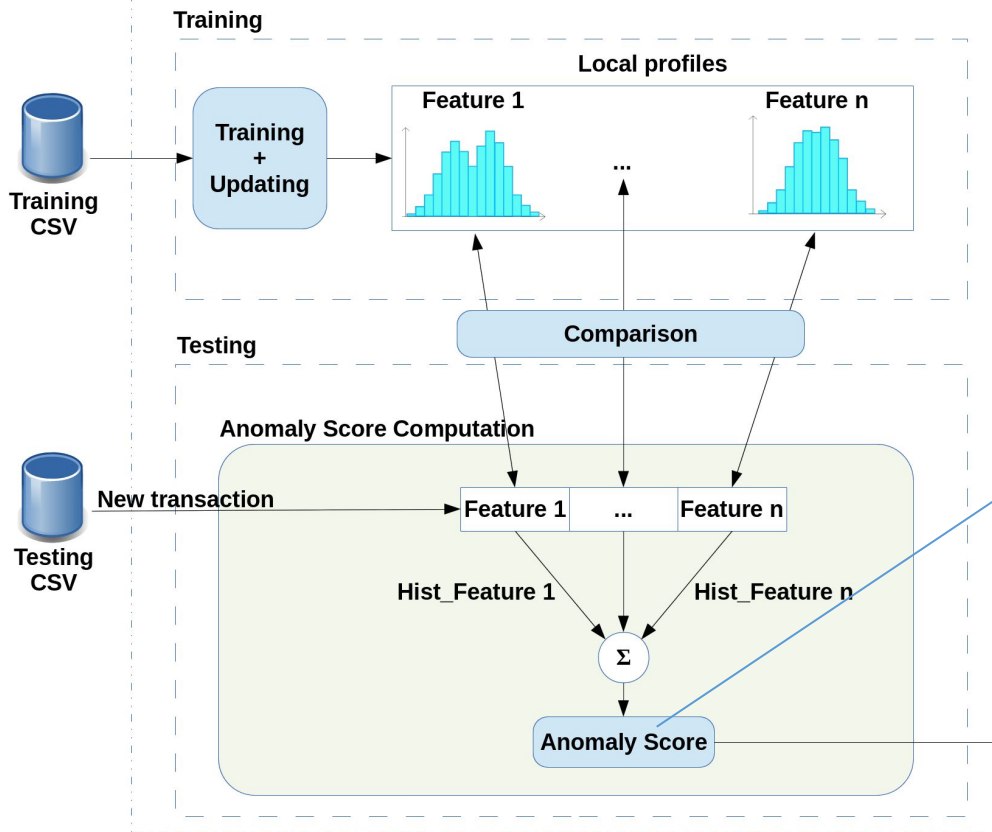 Training
Local profiles
Feature 1
Feature n
Training
+
Updating
...
Training
CSV
Comparison
Testing
Anomaly Score Computation
New transaction
Feature 1
...
Feature n
Testing
CSV
Hist_Feature 1
Hist_Feature n
Σ
Anomaly Score